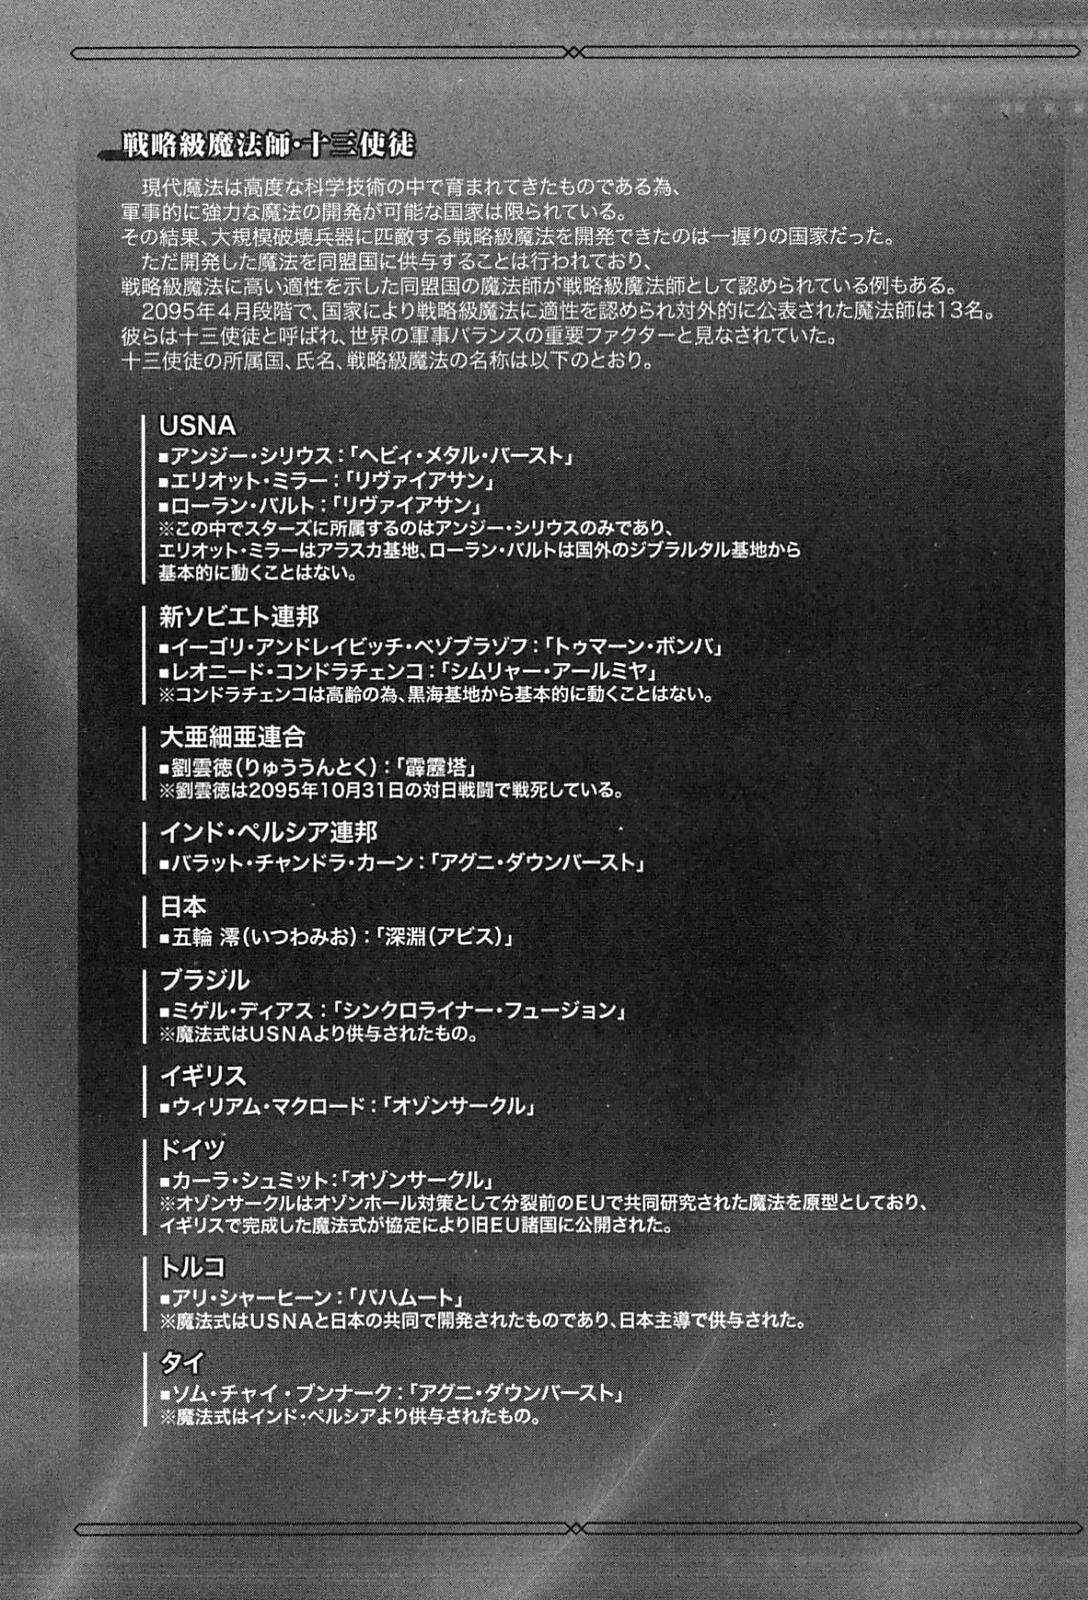 戦略級魔法師・十三使徒
現代魔法は高度な科学技術の中で育まれてきたものである為、
軍事的に強力な魔法の開発が可能な国家は限られている。
その結果、大規模破壊兵器に匹敵する戦略級魔法を開発できたのは一握りの国家だった。
ただ開発した魔法を同盟国に供与することは行われており、
戦略級魔法に高い適性を示した同盟国の魔法師が戦略級魔法師として認められている例もある。
2095年4月段階で、国家により戦略級魔法に適性を認められ対外的に公表された魔法師は13名。
彼らは十三使徒と呼ばれ、世界の軍事バランスの重要ファクターと見なされていた。
十三使徒の所属国、氏名、戦略級魔法の名称は以下のとおり。
USNA
■アンジー・シリウス：「ヘビィ・メタル・バースト」
■エリオット・ミラー：「リヴァイアサン」
■ローラン・バルト：「リヴァイアサン」
※この中でスターズに所属するのはアンジー・シリウスのみであり、
エリオット・ミラーはアラスカ基地、ローラン・バルトは国外のジブラルタル基地から
基本的に動くことはない。
新ソビエト連邦
■イーゴリ・アンドレイビッチ・ベゾブラゾフ：「トゥマーン・ボンバ」
■レオニード・コンドラチェンコ：「シムリャー・アールミヤ」
※コンドラチェンコは高齢の為、黒海基地から基本的に動くことはない。
大亜細亜連合
■劉雲徳（りゅううんとく）：「霹靂塔」
※劉雲徳は2095年10月31日の対日戦闘で戦死している。
インド・ペルシア連邦
■バラット・チャンドラ・カーン：「アグニ・ダウンバースト」
日本
■五輪 澪（いつわみお）：「深淵（アビス）」
ブラジル
■ミゲル・ディアス：「シンクロライナー・フュージョン」
※魔法式はUSNAより供与されたもの。
イギリス
■ウィリアム・マクロード：「オゾンサークル」
ドイツ
■カーラ・シュミット：「オゾンサークル」
※オゾンサークルはオゾンホール対策として分裂前のEUで共同研究された魔法を原型としており、
イギリスで完成した魔法式が協定により旧EU諸国に公開された。
トルコ
■アリ・シャーヒーン：「バハムート」
※魔法式はUSNAと日本の共同で開発されたものであり、日本主導で供与された。
タイ
■ソム・チャイ・ブンナーク：「アグニ・ダウンバースト」
※魔法式はインド・ペルシアより供与されたもの。